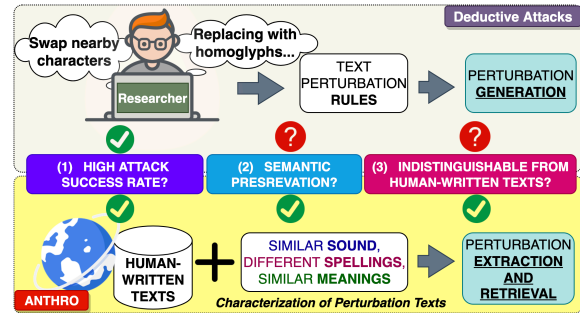 Deductive Attacks
Swap nearby
characters
Replacing with
homoglyphs...
Researcher
TEXT
PERTURBATION
RULES
PERTURBATION
GENERATION
(1) HIGH ATTACK
SUCCESS RATE?
(2) SEMANTIC
PRESREVATION?
(3) INDISTINGUISHABLE FROM
HUMAN-WRITTEN TEXTS?
HUMAN-
WRITTEN
TEXTS
SIMILAR SOUND,
DIFFERENT SPELLINGS,
SIMILAR MEANINGS
PERTURBATION
EXTRACTION
AND
RETRIEVAL
ANTHRO
Characterization of Perturbation Texts